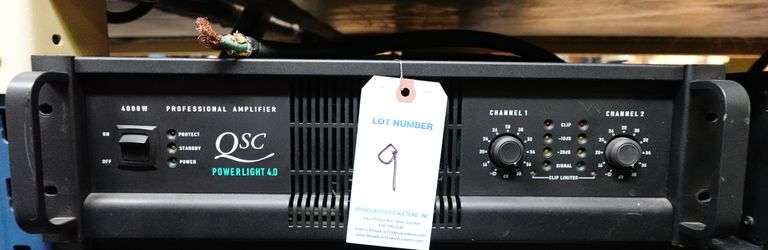 4000W PROFESSIONAL AMPLIFIER
ON
OFF
PROTECT
STANDBY
POWER
QSC
POWERLIGHT 4.0
LOT NUMBER
9
CHANNEL 1
CLIP
-10dB
-20dB
SIGNAL
CLIP LIMITER
CHANNEL 2